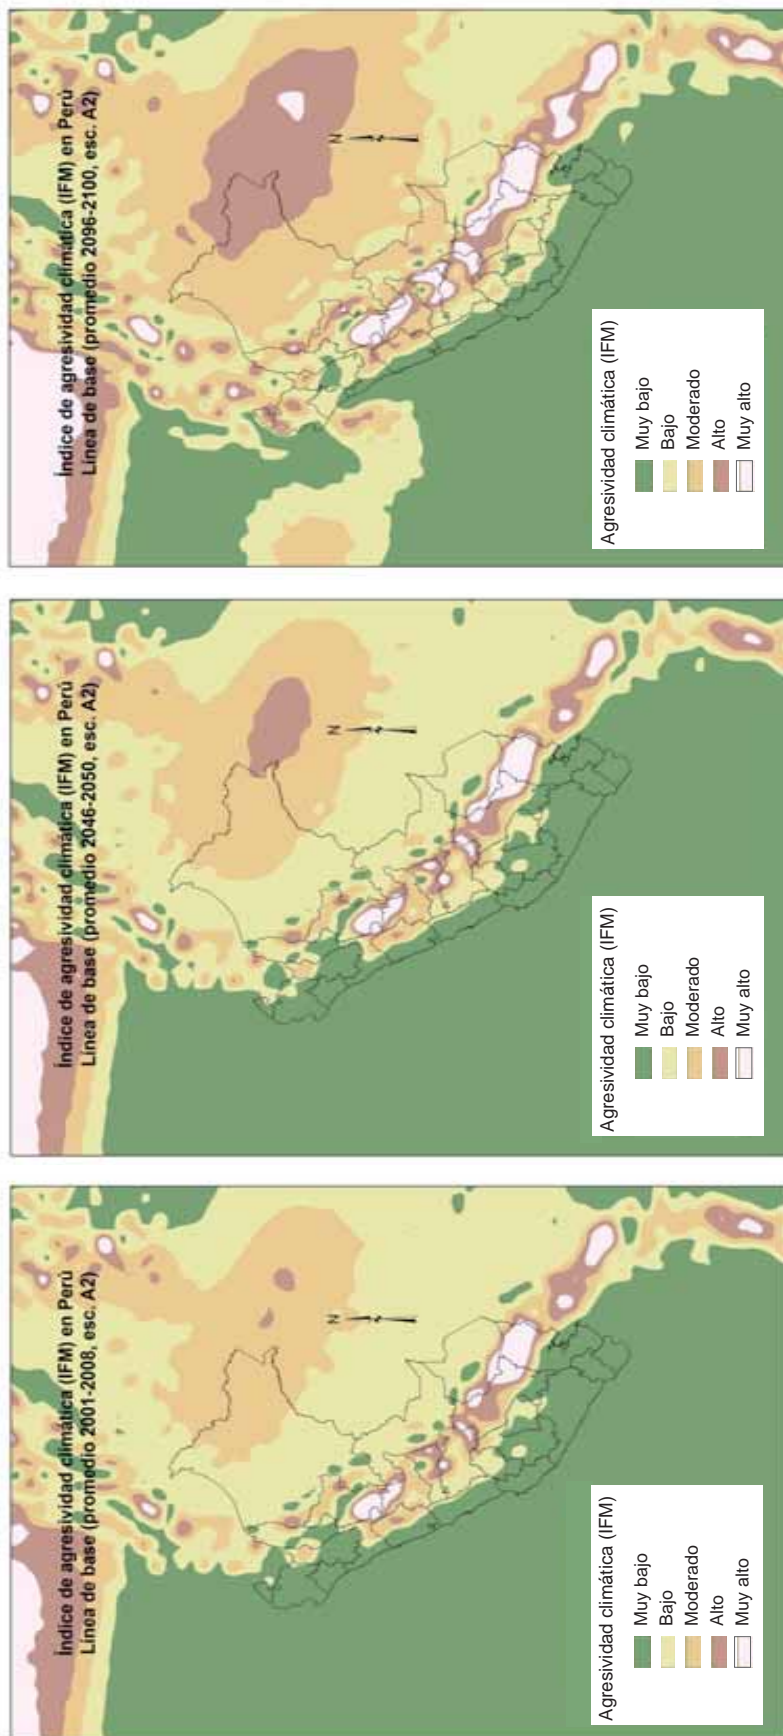 Índice de agresividad climática (IFM) en Perú
Línea de base (promedio 2001-2008, esc. A2)
N
Agresividad climática (IFM)
Muy bajo
Bajo
Moderado
Alto
Muy alto
Índice de agresividad climática (IFM) en Perú
Línea de base (promedio 2046-2050, esc. A2)
N
Agresividad climática (IFM)
Muy bajo
Bajo
Moderado
Alto
Muy alto
Índice de agresividad climática (IFM) en Perú
Línea de base (promedio 2096-2100, esc. A2)
N
Agresividad climática (IFM)
Muy bajo
Bajo
Moderado
Alto
Muy alto